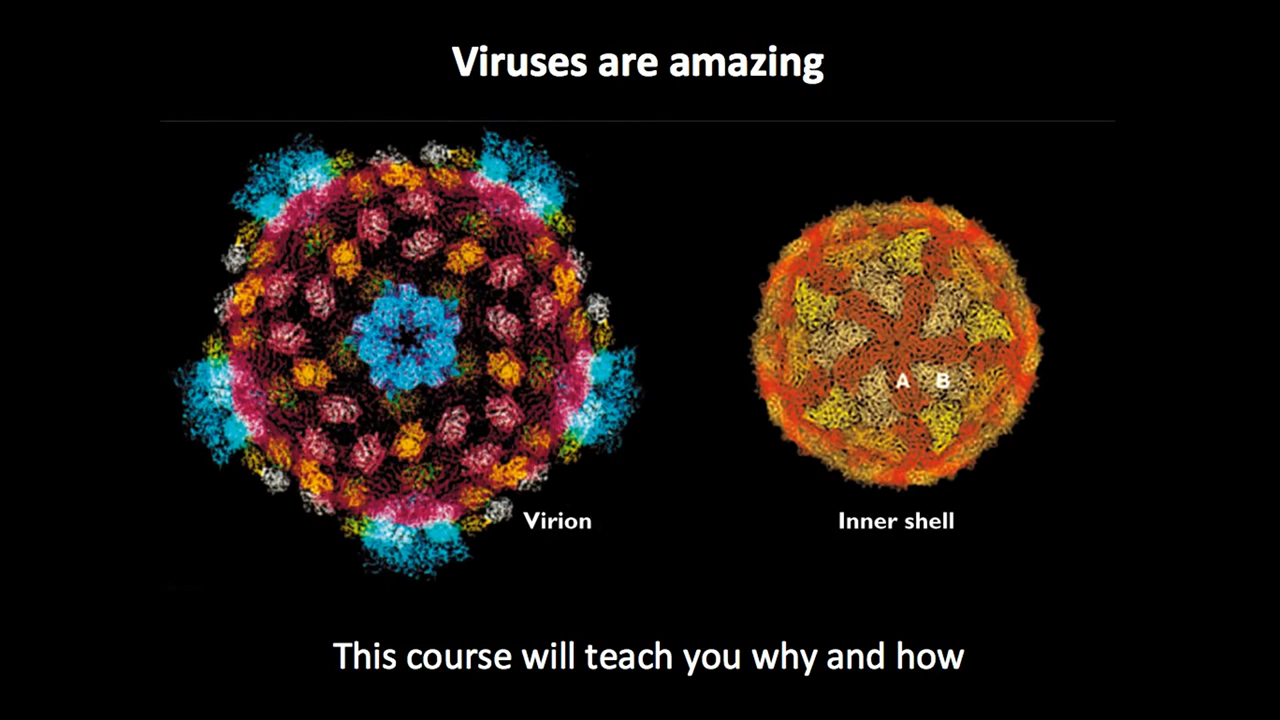 Viruses are amazing
A B
Virion
Inner shell
This course will teach you why and how